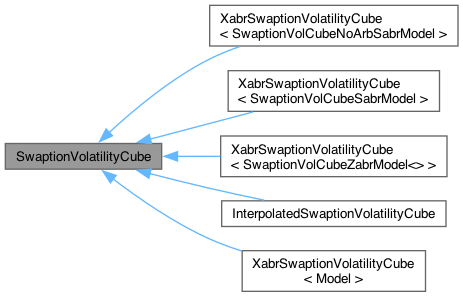 XabrSwaptionVolatilityCube
< SwaptionVolCubeNoArbSabrModel >
XabrSwaptionVolatilityCube
< SwaptionVolCubeSabrModel >
SwaptionVolatilityCube
XabrSwaptionVolatilityCube
< SwaptionVolCubeZabrModel<> >
InterpolatedSwaptionVolatilityCube
XabrSwaptionVolatilityCube
< Model >